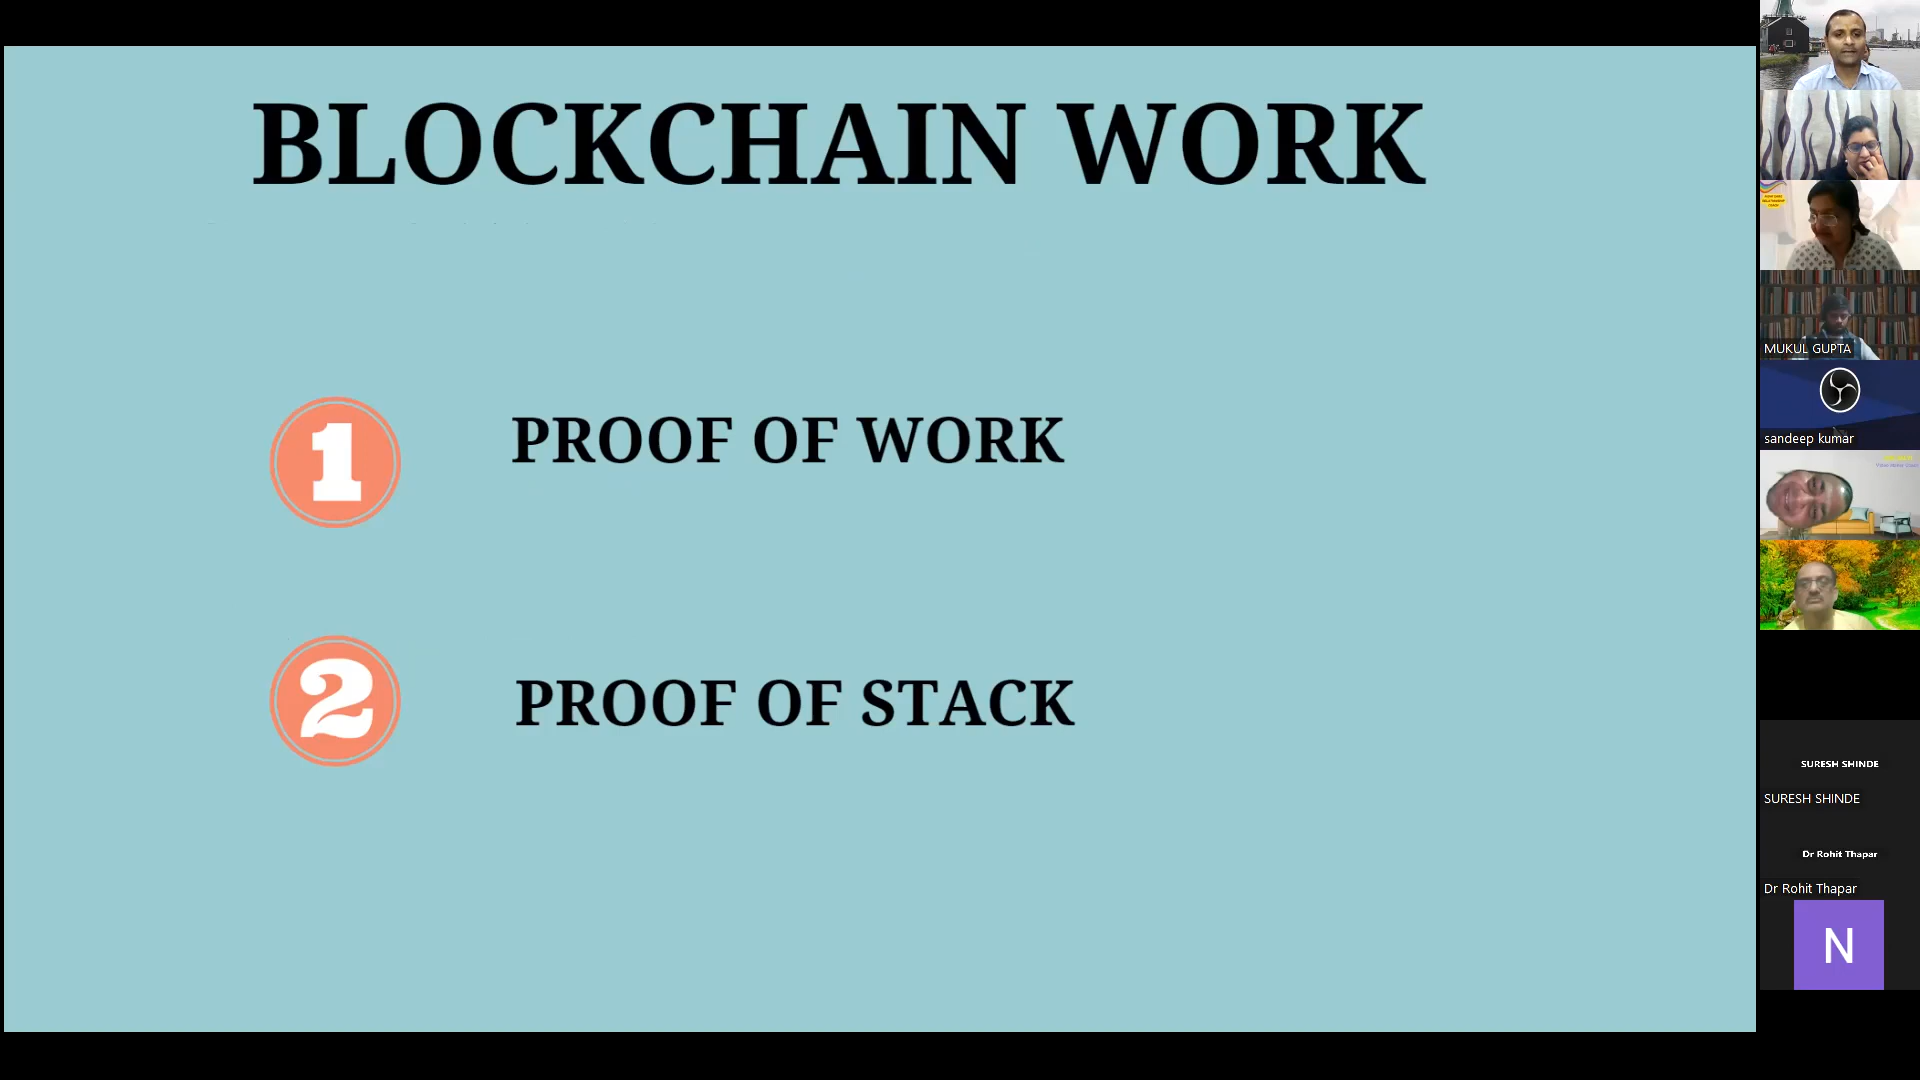 BLOCKCHAIN WORK
1
PROOF OF WORK
2
PROOF OF STACK
MUKUL GUPTA
sandeep kumar
SURESH SHINDE
SURESH SHINDE
Dr Rohit Thapar
Dr Rohit Thapar
N